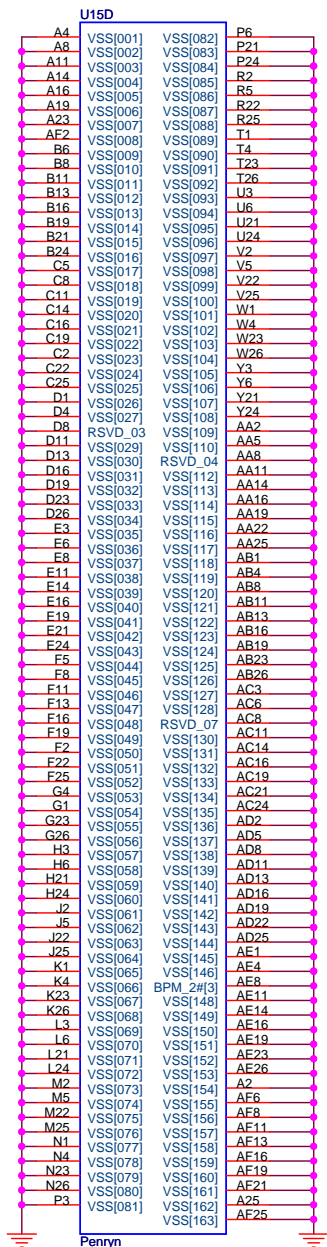 U15D
A4 VSS[001] VSS[082] P6
A8 VSS[002] VSS[083] P21
A11 VSS[003] VSS[084] P24
A14 VSS[004] VSS[085] R2
A16 VSS[005] VSS[086] R5
A19 VSS[006] VSS[087] R22
A23 VSS[007] VSS[088] R25
AF2 VSS[008] VSS[089] T1
B6 VSS[009] VSS[090] T4
B8 VSS[010] VSS[091] T23
B11 VSS[011] VSS[092] T26
B13 VSS[012] VSS[093] U3
B16 VSS[013] VSS[094] U6
B19 VSS[014] VSS[095] U21
B21 VSS[015] VSS[096] U24
B24 VSS[016] VSS[097] V2
C5 VSS[017] VSS[098] V5
C8 VSS[018] VSS[099] V22
C11 VSS[019] VSS[100] V25
C14 VSS[020] VSS[101] W1
C16 VSS[021] VSS[102] W4
C19 VSS[022] VSS[103] W23
C2 VSS[023] VSS[104] W26
C22 VSS[024] VSS[105] Y3
C25 VSS[025] VSS[106] Y6
D1 VSS[026] VSS[107] Y21
D4 VSS[027] VSS[108] Y24
D8 RSVD_03 VSS[109] AA2
D11 VSS[029] VSS[110] AA5
D13 VSS[030] RSVD_04 AA8
D16 VSS[031] VSS[112] AA11
D19 VSS[032] VSS[113] AA14
D23 VSS[033] VSS[114] AA16
D26 VSS[034] VSS[115] AA19
E3 VSS[035] VSS[116] AA22
E6 VSS[036] VSS[117] AA25
E8 VSS[037] VSS[118] AB1
E11 VSS[038] VSS[119] AB4
E14 VSS[039] VSS[120] AB8
E16 VSS[040] VSS[121] AB11
E19 VSS[041] VSS[122] AB13
E21 VSS[042] VSS[123] AB16
E24 VSS[043] VSS[124] AB19
F5 VSS[044] VSS[125] AB23
F8 VSS[045] VSS[126] AB26
F11 VSS[046] VSS[127] AC3
F13 VSS[047] VSS[128] AC6
F16 VSS[048] RSVD_07 AC8
F19 VSS[049] VSS[130] AC11
F2 VSS[050] VSS[131] AC14
F22 VSS[051] VSS[132] AC16
F25 VSS[052] VSS[133] AC19
G4 VSS[053] VSS[134] AC21
G1 VSS[054] VSS[135] AC24
G23 VSS[055] VSS[136] AD2
G26 VSS[056] VSS[137] AD5
H3 VSS[057] VSS[138] AD8
H6 VSS[058] VSS[139] AD11
H21 VSS[059] VSS[140] AD13
H24 VSS[060] VSS[141] AD16
J2 VSS[061] VSS[142] AD19
J5 VSS[062] VSS[143] AD22
J22 VSS[063] VSS[144] AD25
J25 VSS[064] VSS[145] AE1
K1 VSS[065] VSS[146] AE4
K4 VSS[066] BPM_2#[3] AE8
K23 VSS[067] VSS[148] AE11
K26 VSS[068] VSS[149] AE14
L3 VSS[069] VSS[150] AE16
L6 VSS[070] VSS[151] AE19
L21 VSS[071] VSS[152] AE23
L24 VSS[072] VSS[153] AE26
M2 VSS[073] VSS[154] A2
M5 VSS[074] VSS[155] AF6
M22 VSS[075] VSS[156] AF8
M25 VSS[076] VSS[157] AF11
N1 VSS[077] VSS[158] AF13
N4 VSS[078] VSS[159] AF16
N23 VSS[079] VSS[160] AF19
N26 VSS[080] VSS[161] AF21
P3 VSS[081] VSS[162] A25
VSS[163] AF25
Penryn